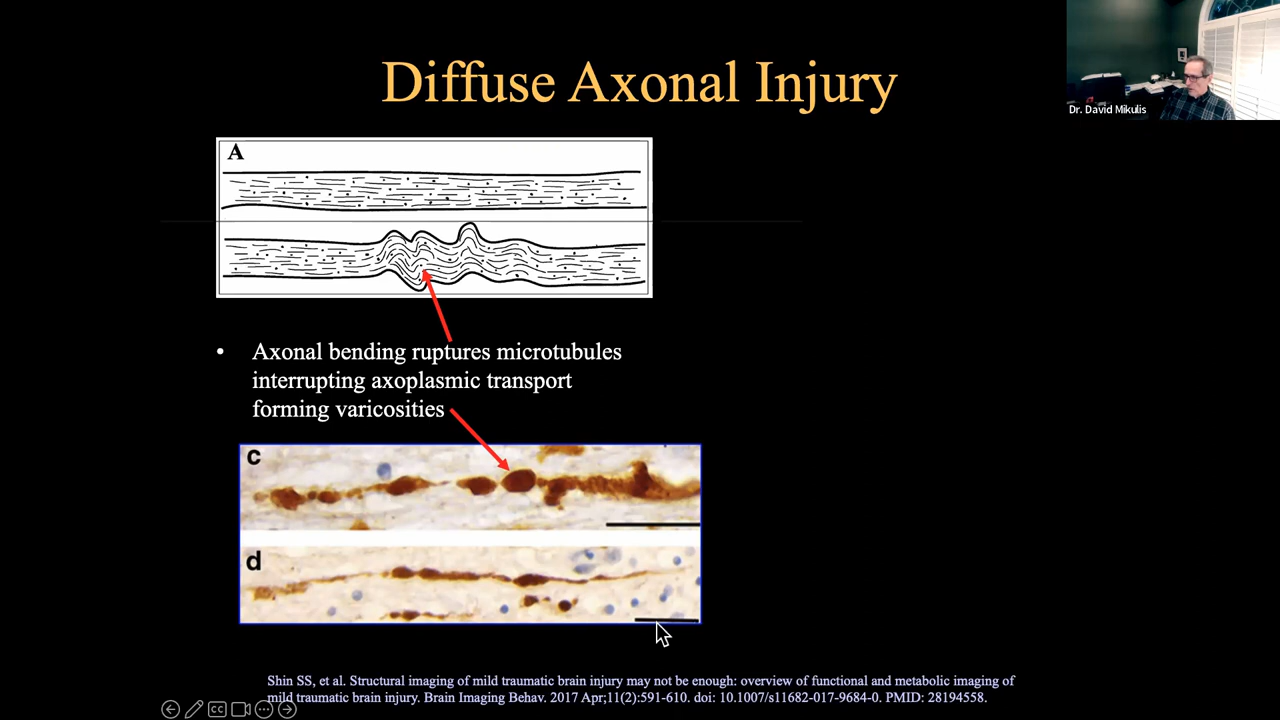 Diffuse Axonal Injury
Dr. David Mikulis
A
• Axonal bending ruptures microtubules
interrupting axoplasmic transport
forming varicosities
c
d
Shin SS, et al. Structural imaging of mild traumatic brain injury may not be enough: overview of functional and metabolic imaging of
mild traumatic brain injury. Brain Imaging Behav. 2017 Apr;11(2):591-610. doi: 10.1007/s11682-017-9684-0. PMID: 28194558.
CC